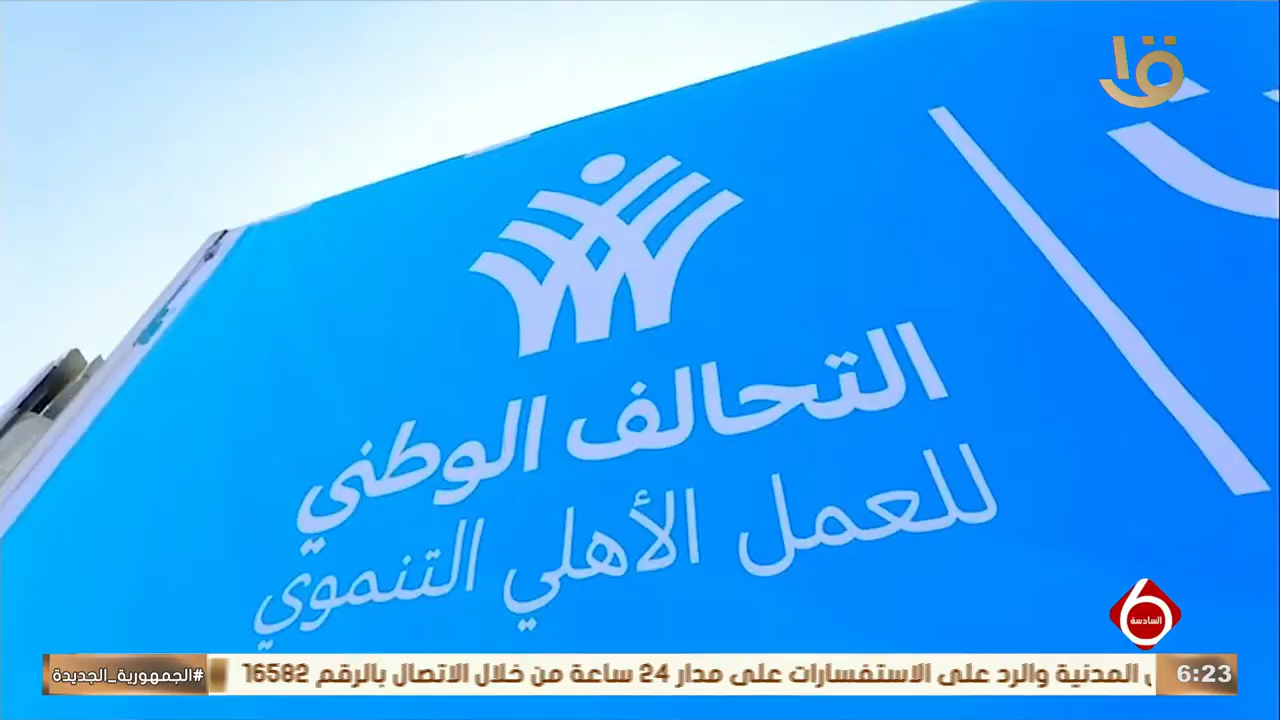 التحالف الوطني
للعمل الأهلي التنموي
6
السادسة
6:23
المدنية والرد على الاستفسارات على مدار 24 ساعة من خلال الاتصال بالرقم 16582
#الجمهورية_الجديدة